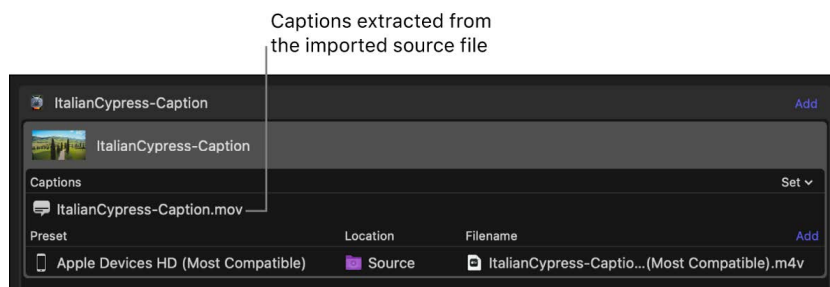 Captions extracted from
the imported source file
ItalianCypress-Caption Add
ItalianCypress-Caption
Captions Set
ItalianCypress-Caption.mov
Preset Location Filename Add
Apple Devices HD (Most Compatible) Source ItalianCypress-Captio...(Most Compatible).m4v